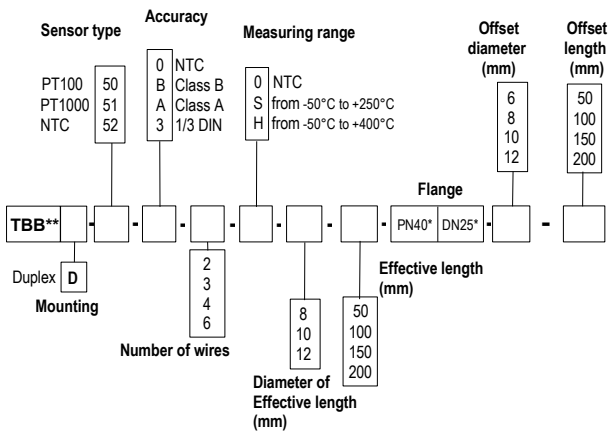 Sensor type
Accuracy
Measuring range
Offset
diameter
(mm)
Offset
length
(mm)
PT100 50
PT1000 51
NTC 52
0 NTC
B Class B
A Class A
3 1/3 DIN
0 NTC
S from -50°C to +250°C
H from -50°C to +400°C
6
8
10
12
50
100
150
200
Flange
TBB** - - - - - - - PN40* DN25* - -
Duplex D
Mounting
2
3
4
6
Number of wires
8
10
12
Diameter of
Effective length
(mm)
50
100
150
200
Effective length
(mm)